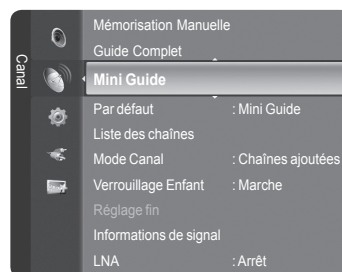 Canal
Mémorisation Manuelle
Guide Complet
Mini Guide
Par défaut : Mini Guide
Liste des chaînes
Mode Canal : Chaînes ajoutées
Verrouillage Enfant : Marche
Réglage fin
Informations de signal
LNA : Arrêt